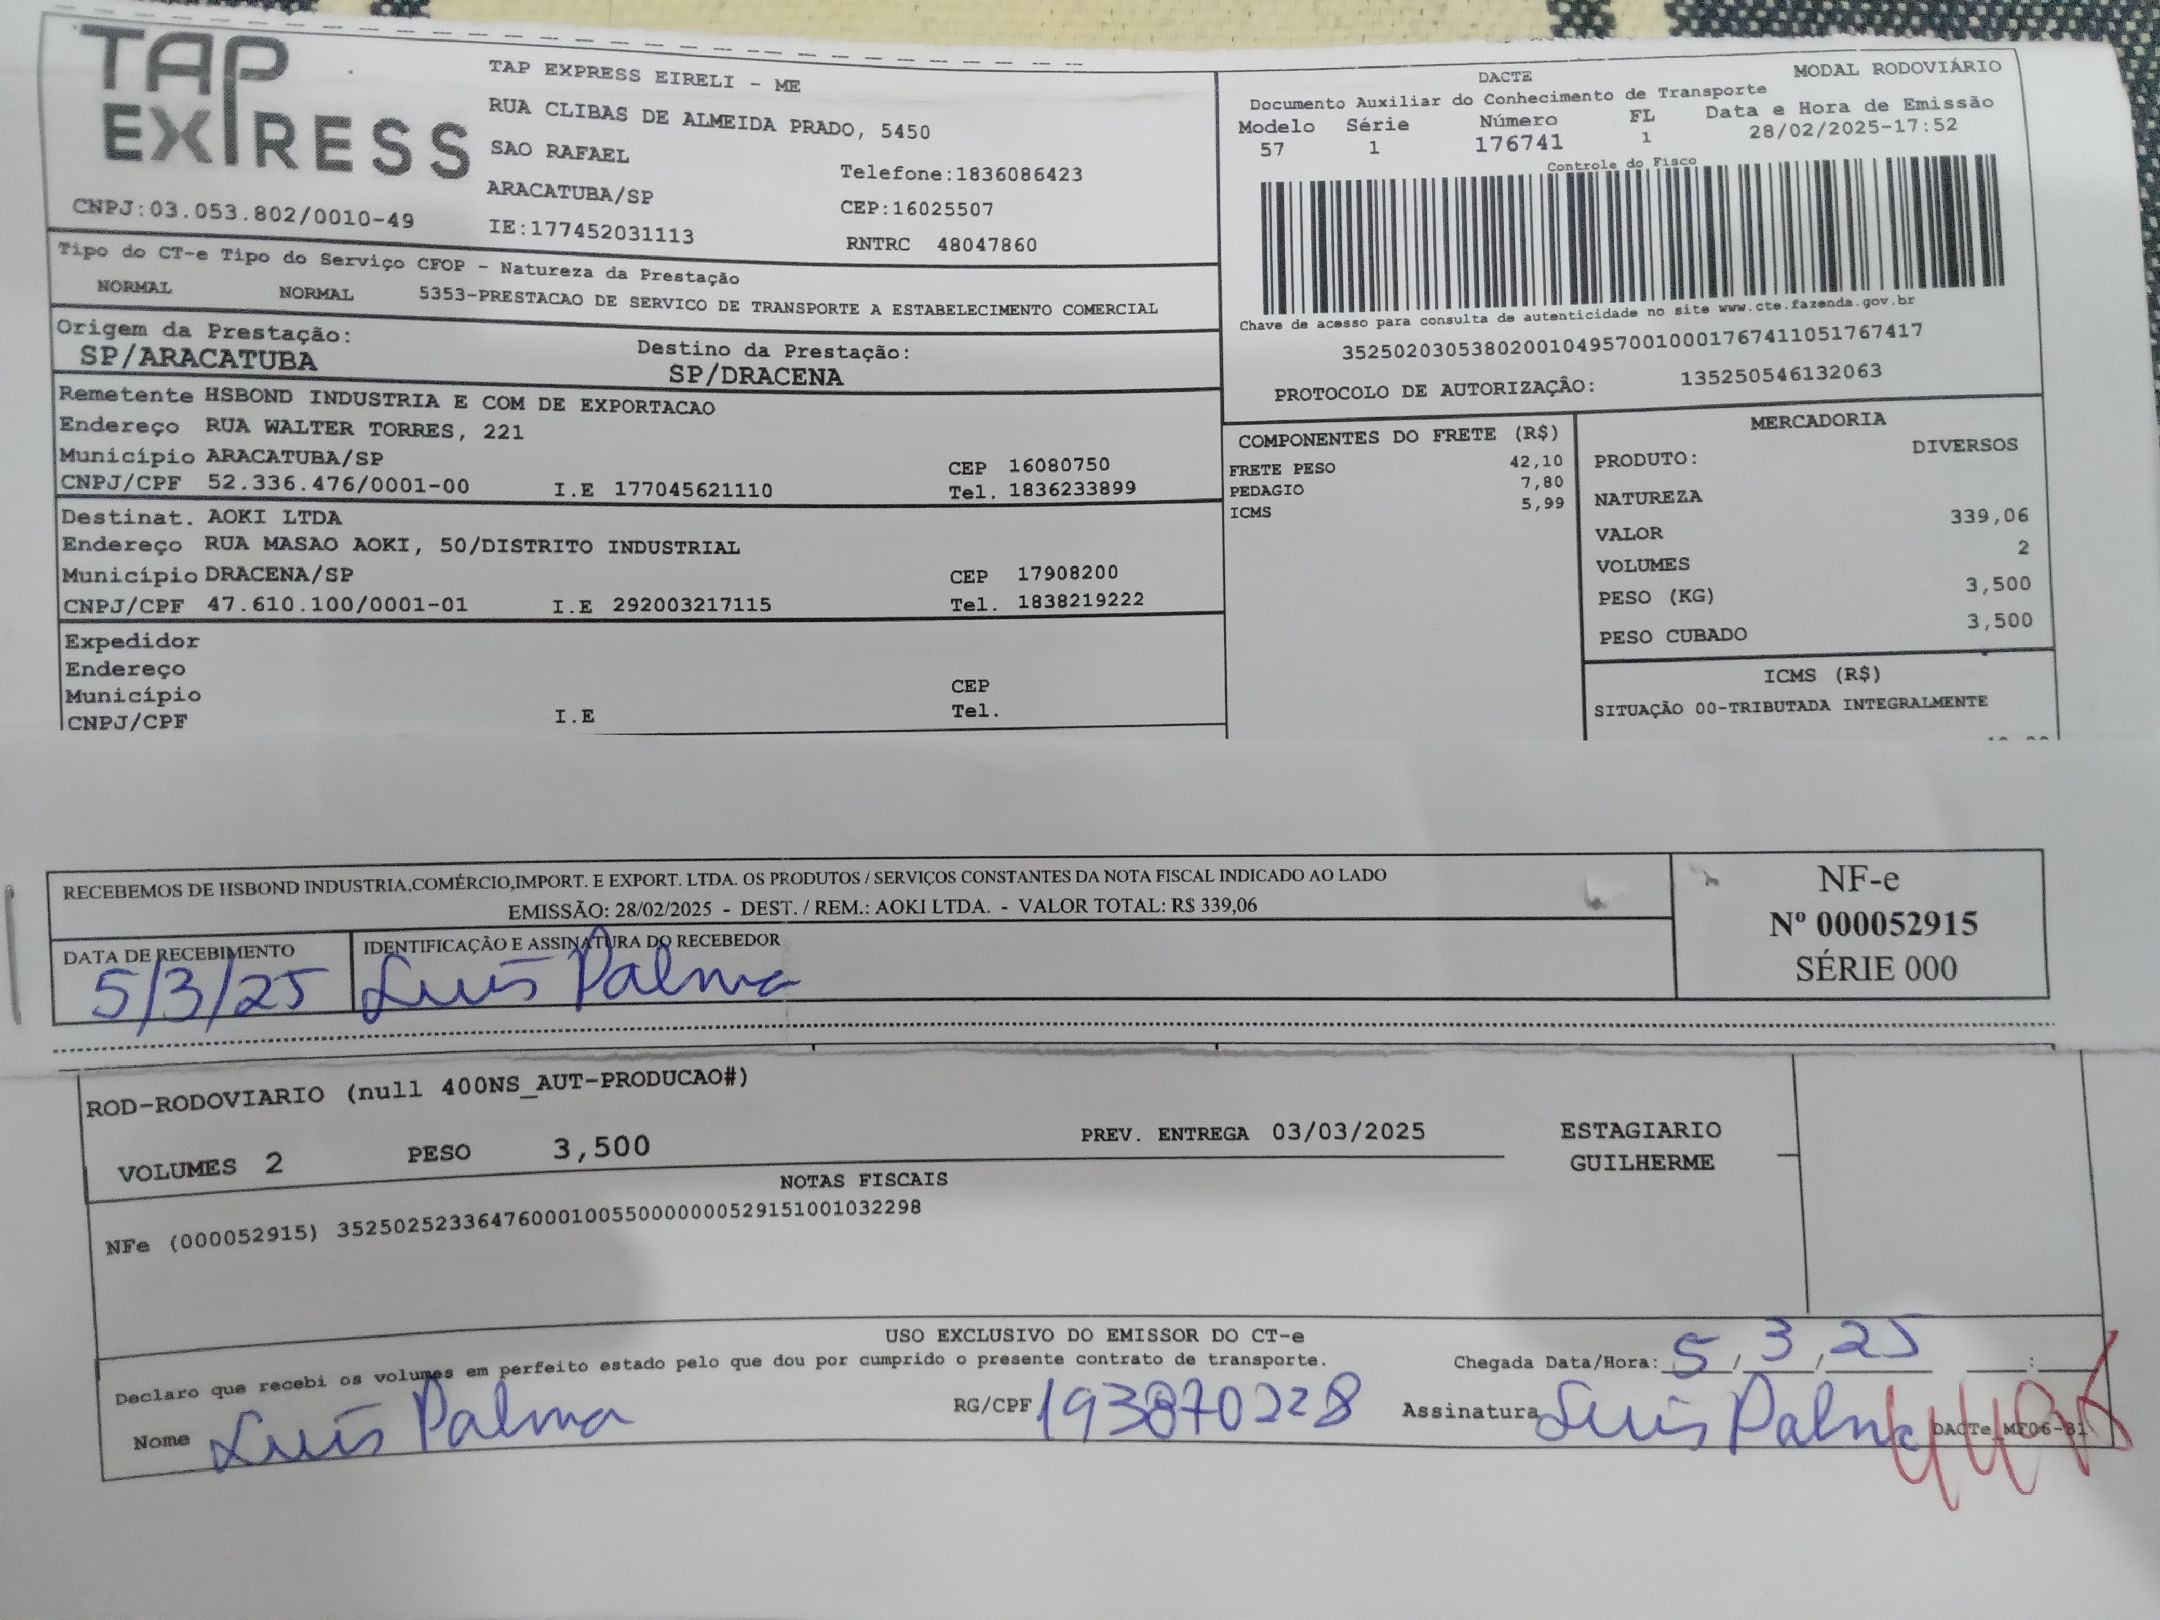 TAP EXPRESS
TAP EXPRESS EIRELI - ME
RUA CLIBAS DE ALMEIDA PRADO, 5450
SAO RAFAEL
Telefone:1836086423
ARACATUBA/SP
CEP:16025507
CNPJ:03.053.802/0010-49
IE:177452031113
RNTRC 48047860
DACTE
MODAL RODOVIÁRIO
Documento Auxiliar do Conhecimento de Transporte
Modelo Série Número FL Data e Hora de Emissão
57 1 176741 1 28/02/2025-17:52
Controle do Fisco
Chave de acesso para consulta de autenticidade no site www.cte.fazenda.gov.br
35250203053802001049570010001767411051767417
PROTOCOLO DE AUTORIZAÇÃO: 135250546132063
Tipo do CT-e Tipo do Serviço CFOP - Natureza da Prestação
NORMAL NORMAL 5353-PRESTACAO DE SERVICO DE TRANSPORTE A ESTABELECIMENTO COMERCIAL
Origem da Prestação: Destino da Prestação:
SP/ARACATUBA SP/DRACENA
Remetente HSBOND INDUSTRIA E COM DE EXPORTACAO
Endereço RUA WALTER TORRES, 221
Município ARACATUBA/SP CEP 16080750
CNPJ/CPF 52.336.476/0001-00 I.E 177045621110 Tel. 1836233899
Destinat. AOKI LTDA
Endereço RUA MASAO AOKI, 50/DISTRITO INDUSTRIAL
Município DRACENA/SP CEP 17908200
CNPJ/CPF 47.610.100/0001-01 I.E 292003217115 Tel. 1838219222
Expedidor
Endereço
Município CEP
CNPJ/CPF I.E Tel.
COMPONENTES DO FRETE (R$)
FRETE PESO 42,10
PEDAGIO 7,80
ICMS 5,99
MERCADORIA
PRODUTO: DIVERSOS
NATUREZA
VALOR 339,06
VOLUMES 2
PESO (KG) 3,500
PESO CUBADO 3,500
ICMS (R$)
SITUAÇÃO 00-TRIBUTADA INTEGRALMENTE
RECEBEMOS DE HSBOND INDUSTRIA,COMÉRCIO,IMPORT. E EXPORT. LTDA. OS PRODUTOS / SERVIÇOS CONSTANTES DA NOTA FISCAL INDICADO AO LADO
EMISSÃO: 28/02/2025 - DEST. / REM.: AOKI LTDA. - VALOR TOTAL: R$ 339,06
DATA DE RECEBIMENTO IDENTIFICAÇÃO E ASSINATURA DO RECEBEDOR
5/3/25 Luis Palma
NF-e
Nº 000052915
SÉRIE 000
ROD-RODOVIARIO (null 400NS_AUT-PRODUCAO#)
VOLUMES 2 PESO 3,500 PREV. ENTREGA 03/03/2025
ESTAGIARIO
GUILHERME
NOTAS FISCAIS
NFe (000052915) 35250252336476000100550000000529151001032298
USO EXCLUSIVO DO EMISSOR DO CT-e
Declaro que recebi os volumes em perfeito estado pelo que dou por cumprido o presente contrato de transporte.
Chegada Data/Hora: 5/3/25 __:__
Nome Luis Palma RG/CPF 193870228 Assinatura Luis Palma
DACTe_MF06-B1